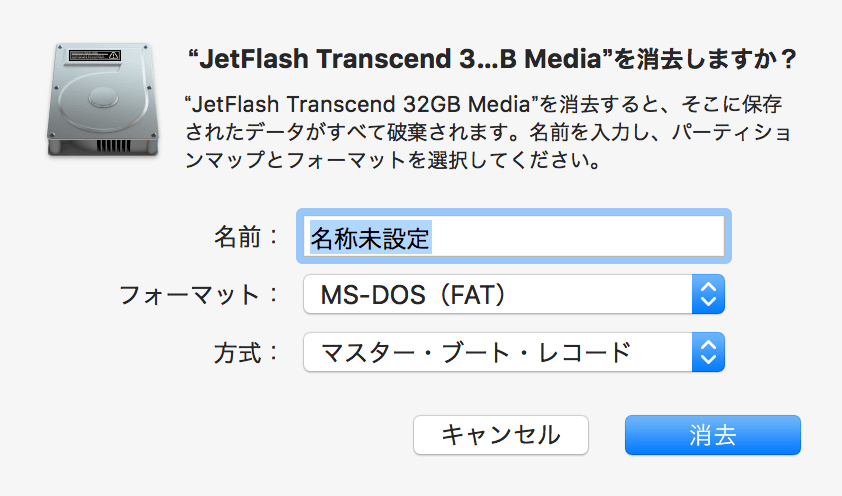 “JetFlash Transcend 3...B Media”を消去しますか？
“JetFlash Transcend 32GB Media”を消去すると、そこに保存
されたデータがすべて破棄されます。名前を入力し、パーティショ
ンマップとフォーマットを選択してください。
名前： 名称未設定
フォーマット： MS-DOS（FAT）
方式： マスター・ブート・レコード
キャンセル 消去